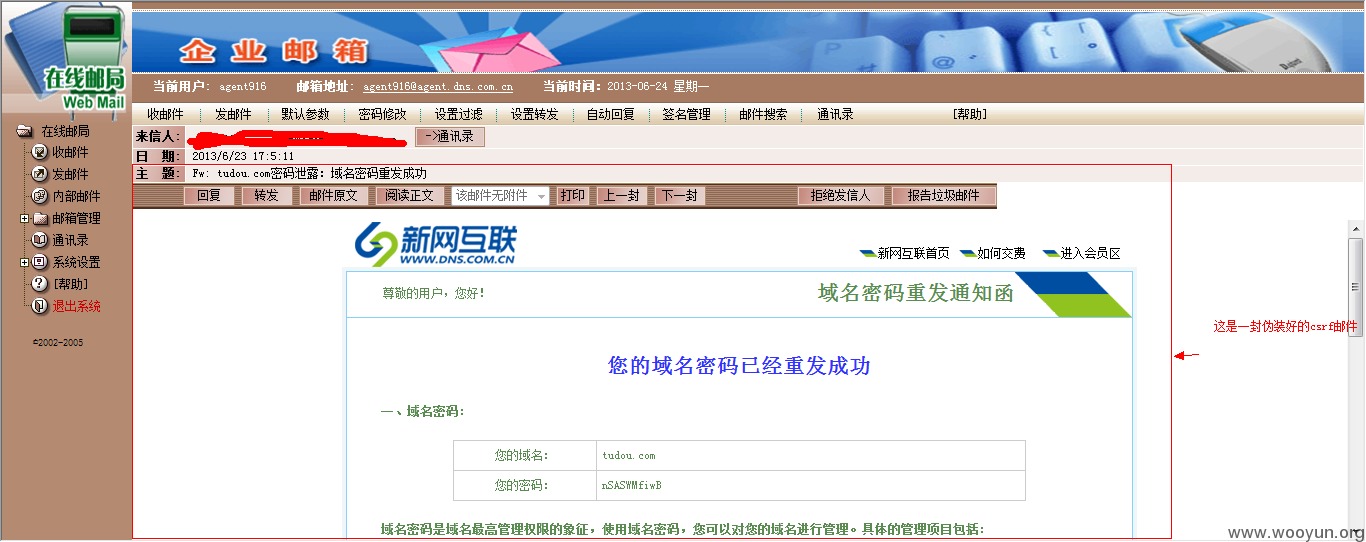 企业邮箱
在线邮局
Web Mail
当前用户: agent916 邮箱地址: agent916@agent.dns.com.cn 当前时间: 2013-06-24 星期一
收邮件 发邮件 默认参数 密码修改 设置过滤 设置转发 自动回复 签名管理 邮件搜索 通讯录 [帮助]
在线邮局
收邮件
发邮件
内部邮件
邮箱管理
通讯录
系统设置
[帮助]
退出系统
©2002-2005
来信人: ->通讯录
日 期: 2013/6/23 17:5:11
主 题: Fw: tudou.com密码泄露: 域名密码重发成功
回复 转发 邮件原文 阅读正文 该邮件无附件 打印 上一封 下一封 拒绝发信人 报告垃圾邮件
新网互联
WWW.DNS.COM.CN
新网互联首页 如何交费 进入会员区
尊敬的用户，您好!
域名密码重发通知函
您的域名密码已经重发成功
一、域名密码:
您的域名: tudou.com
您的密码: nSASWMfiwB
域名密码是域名最高管理权限的象征，使用域名密码，您可以对您的域名进行管理。具体的管理项目包括:
这是一封伪装好的csrf邮件
www.wooyun.org